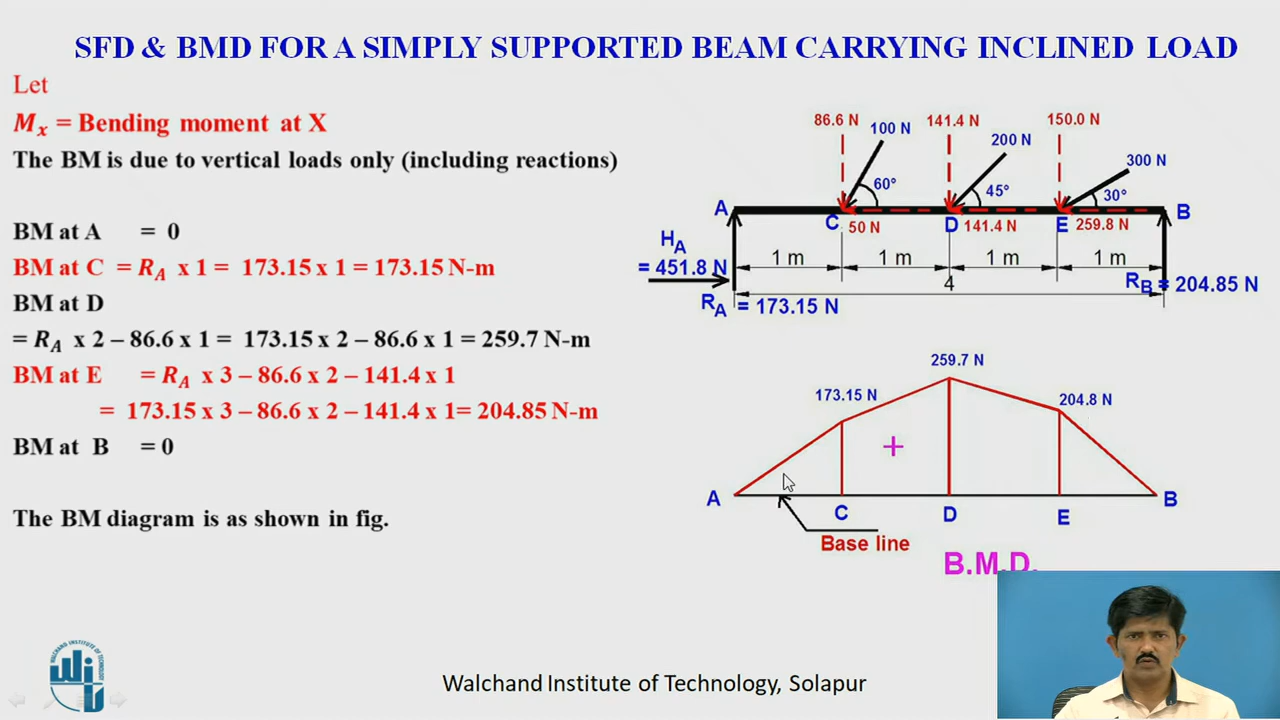 SFD & BMD FOR A SIMPLY SUPPORTED BEAM CARRYING INCLINED LOAD
Let
Mx = Bending moment at X
The BM is due to vertical loads only (including reactions)
BM at A = 0
BM at C = RA x 1 = 173.15 x 1 = 173.15 N-m
BM at D
= RA x 2 – 86.6 x 1 = 173.15 x 2 – 86.6 x 1 = 259.7 N-m
BM at E = RA x 3 – 86.6 x 2 – 141.4 x 1
= 173.15 x 3 – 86.6 x 2 – 141.4 x 1= 204.85 N-m
BM at B = 0
The BM diagram is as shown in fig.
86.6 N 141.4 N 150.0 N
100 N 200 N 300 N
60° 45° 30°
A C D E B
50 N 141.4 N 259.8 N
HA
= 451.8 N
1 m 1 m 1 m 1 m
4
RA = 173.15 N
RB = 204.85 N
259.7 N
173.15 N
204.8 N
+
A C D E B
Base line
B.M.D.
WALCHAND INSTITUTE OF TECHNOLOGY
WIT
Walchand Institute of Technology, Solapur